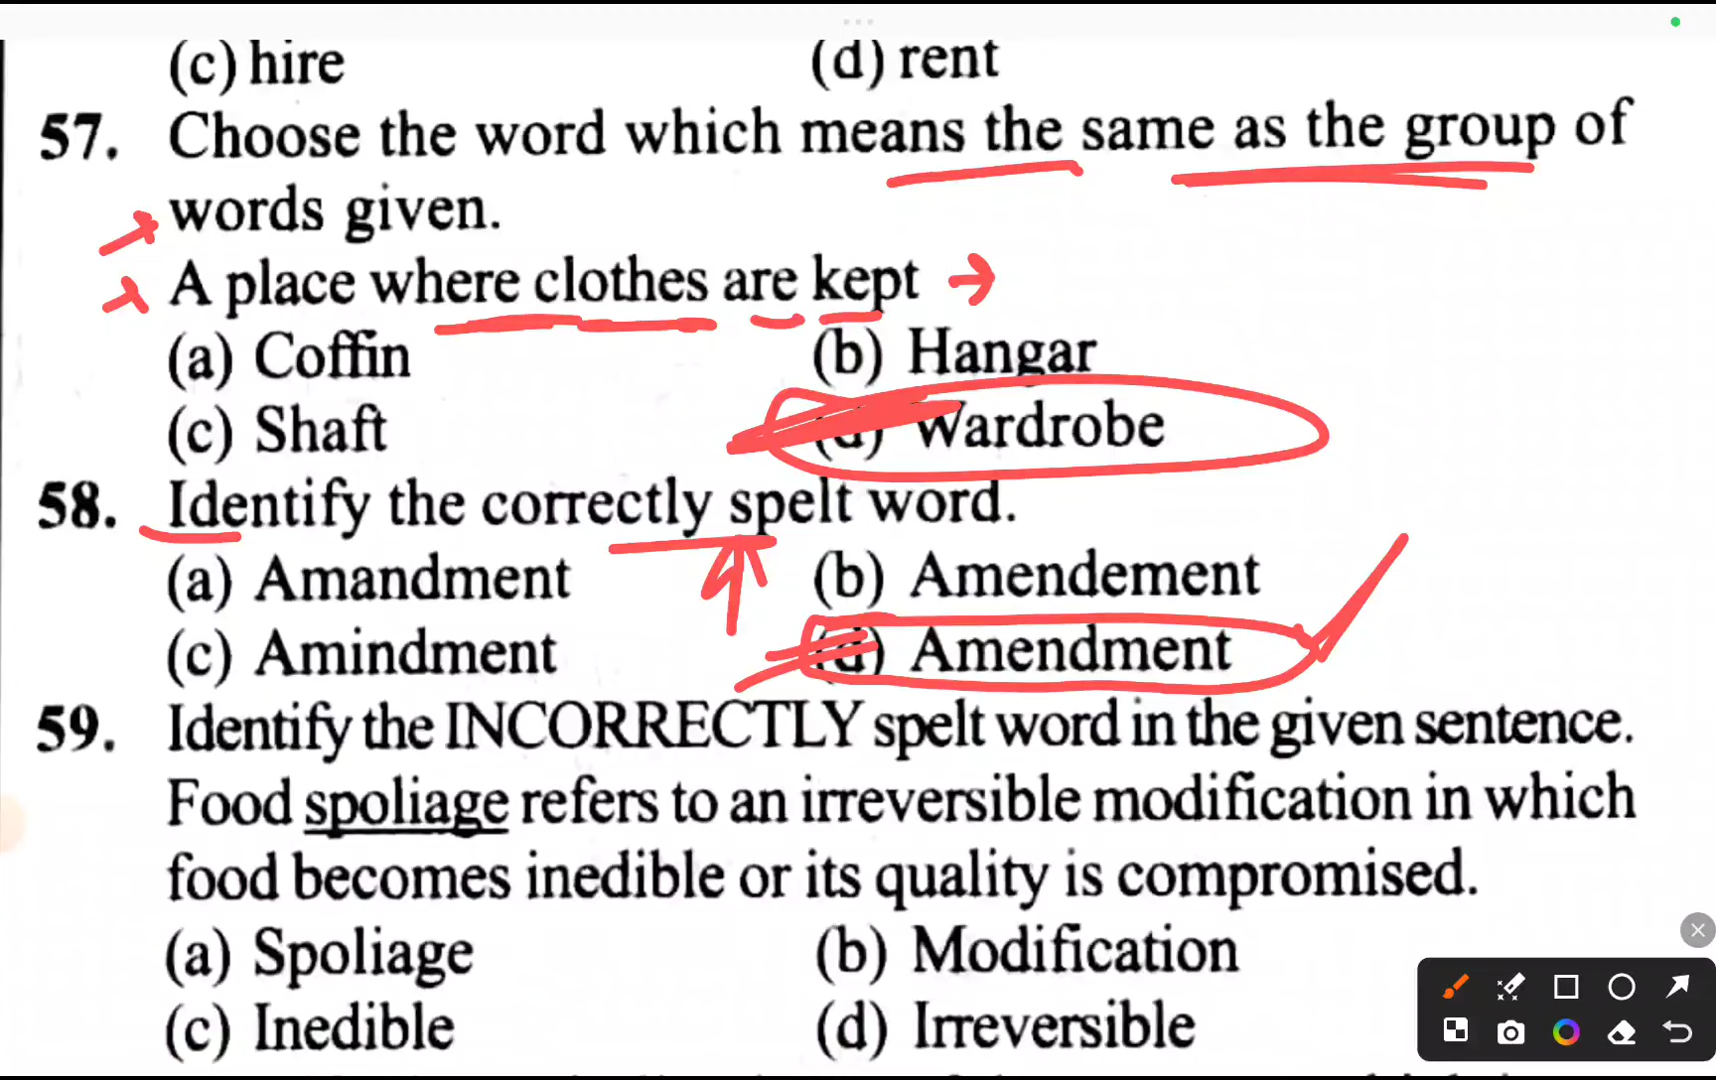 (c) hire (d) rent
57. Choose the word which means the same as the group of
words given.
A place where clothes are kept
(a) Coffin (b) Hangar
(c) Shaft (d) Wardrobe
58. Identify the correctly spelt word.
(a) Amandment (b) Amendement
(c) Amindment (d) Amendment
59. Identify the INCORRECTLY spelt word in the given sentence.
Food spoliage refers to an irreversible modification in which
food becomes inedible or its quality is compromised.
(a) Spoliage (b) Modification
(c) Inedible (d) Irreversible